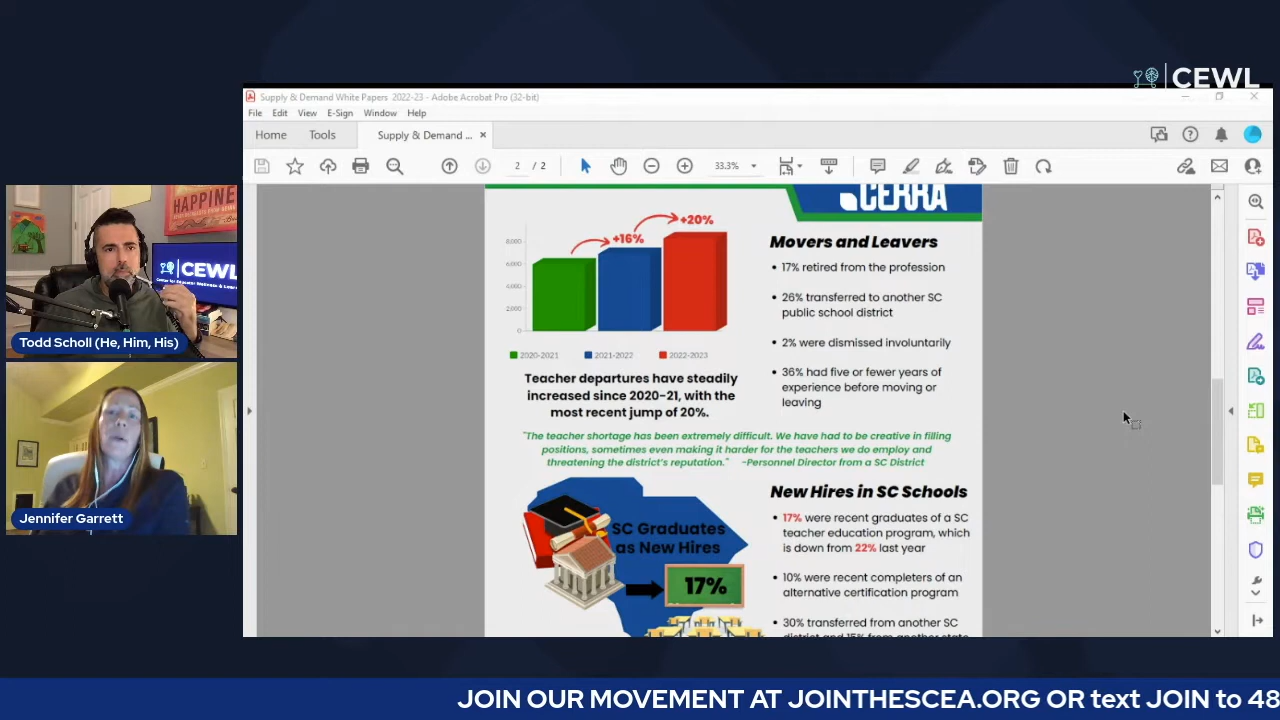 CEWL
Supply & Demand White Papers 2022-23 - Adobe Acrobat Pro (32-bit)
File Edit View E-Sign Window Help
Home Tools Supply & Demand ... ×
2 / 2 33.3%
CERRA
+20%
+16%
8,000
6,000
4,000
2,000
0
2020-2021 2021-2022 2022-2023
Teacher departures have steadily
increased since 2020-21, with the
most recent jump of 20%.
Movers and Leavers
• 17% retired from the profession
• 26% transferred to another SC
public school district
• 2% were dismissed involuntarily
• 36% had five or fewer years of
experience before moving or
leaving
"The teacher shortage has been extremely difficult. We have had to be creative in filling
positions, sometimes even making it harder for the teachers we do employ and
threatening the district's reputation." -Personnel Director from a SC District
SC Graduates
as New Hires
17%
New Hires in SC Schools
• 17% were recent graduates of a SC
teacher education program, which
is down from 22% last year
• 10% were recent completers of an
alternative certification program
• 30% transferred from another SC
district and 15% from another state
HAPPINE
CEWL
Todd Scholl (He, Him, His)
Jennifer Garrett
JOIN OUR MOVEMENT AT JOINTHESCEA.ORG OR text JOIN to 48